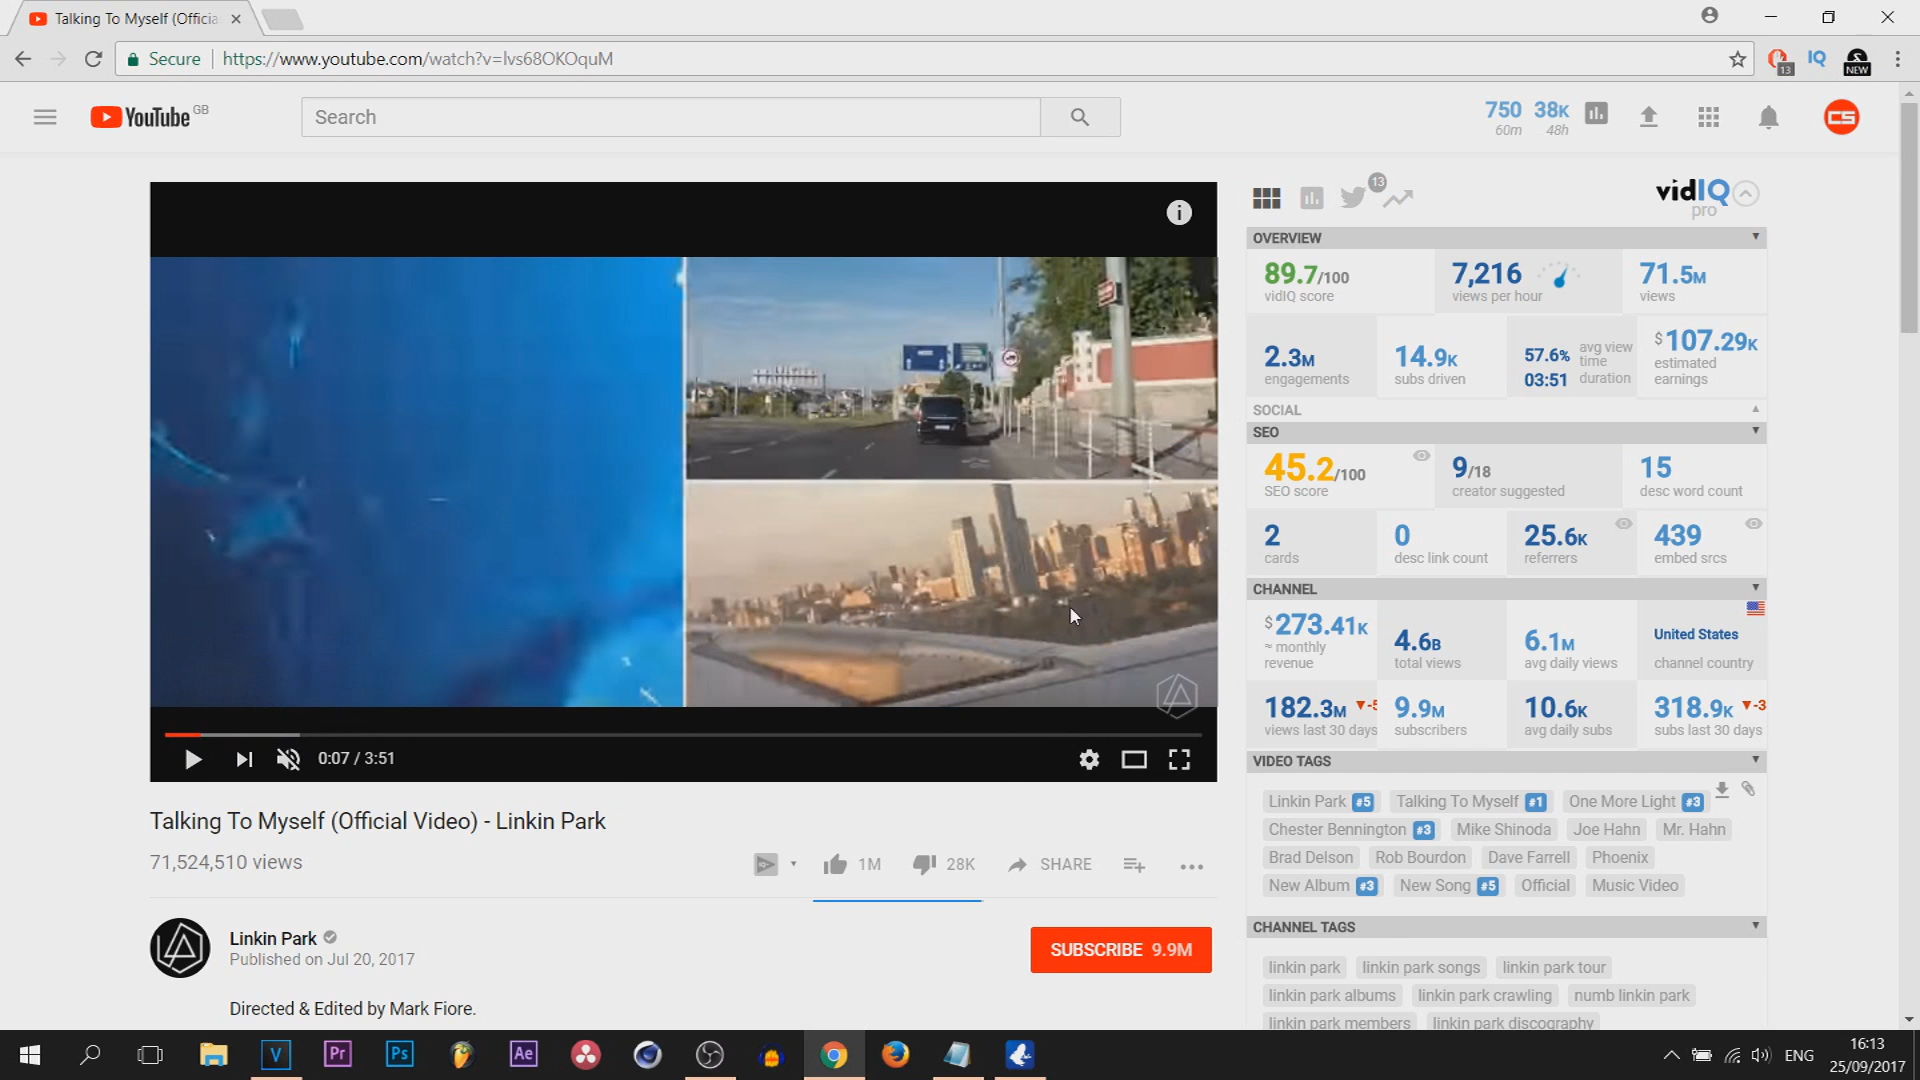 Talking To Myself (Officia
Secure
https://www.youtube.com/watch?v=lvs68OKOquM
13
IQ
NEW
YouTube GB
Search
750 38K
60m 48h
CS
i
13
vidIQ
pro
OVERVIEW
89.7/100 7,216 71.5M
vidIQ score views per hour views
2.3M 14.9K 57.6% avg view time duration $107.29K
engagements subs driven 03:51 estimated earnings
SOCIAL
SEO
45.2/100 9/18 15
SEO score creator suggested desc word count
2 0 25.6K 439
cards desc link count referrers embed srcs
CHANNEL
$273.41K 4.6B 6.1M United States
≈ monthly revenue total views avg daily views channel country
182.3M ▼-5 9.9M 10.6K 318.9K ▼-3
views last 30 days subscribers avg daily subs subs last 30 days
0:07 / 3:51
VIDEO TAGS
Linkin Park #5 Talking To Myself #1 One More Light #3
Chester Bennington #3 Mike Shinoda Joe Hahn Mr. Hahn
Brad Delson Rob Bourdon Dave Farrell Phoenix
New Album #3 New Song #5 Official Music Video
CHANNEL TAGS
linkin park linkin park songs linkin park tour
linkin park albums linkin park crawling numb linkin park
linkin park members linkin park discography
Talking To Myself (Official Video) - Linkin Park
71,524,510 views
1M 28K SHARE
Linkin Park
Published on Jul 20, 2017
SUBSCRIBE 9.9M
Directed & Edited by Mark Fiore.
V Pr Ps Ae
ENG
16:13
25/09/2017